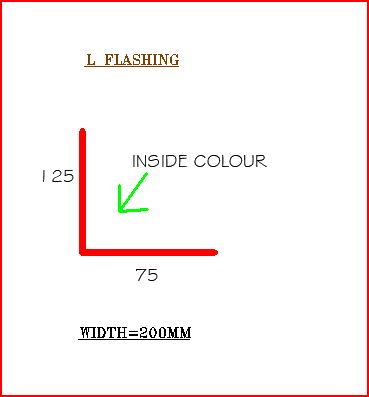 L FLASHING
INSIDE COLOUR
125
75
WIDTH=200MM